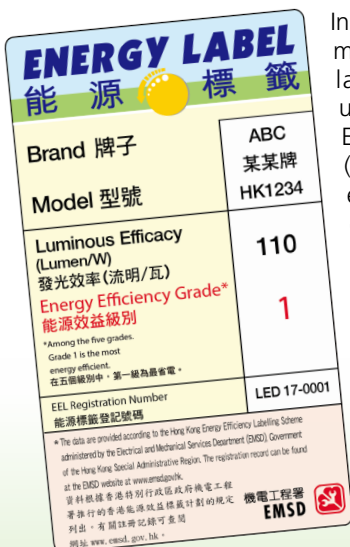 ENERGY LABEL
能源標籤
Brand 牌子
ABC
某某牌
Model 型號
HK1234
Luminous Efficacy
(Lumen/W)
發光效率(流明/瓦)
110
Energy Efficiency Grade*
能源效益級別
1
*Among the five grades.
Grade 1 is the most
energy efficient.
在五個級別中，第一級為最省電。
EEL Registration Number
能源標籤登記號碼
LED 17-0001
* The data are provided according to the Hong Kong Energy Efficiency Labelling Scheme
administered by the Electrical and Mechanical Services Department (EMSD), Government
of the Hong Kong Special Administrative Region. The registration record can be found
at the EMSD website at www.emsd.gov.hk.
資料根據香港特別行政區政府機電工程
署推行的香港能源效益標籤計劃的規定
列出。有關註冊記錄可查閱
網址 www.emsd.gov.hk。
機電工程署
EMSD
In
m
la
u
E
(
e